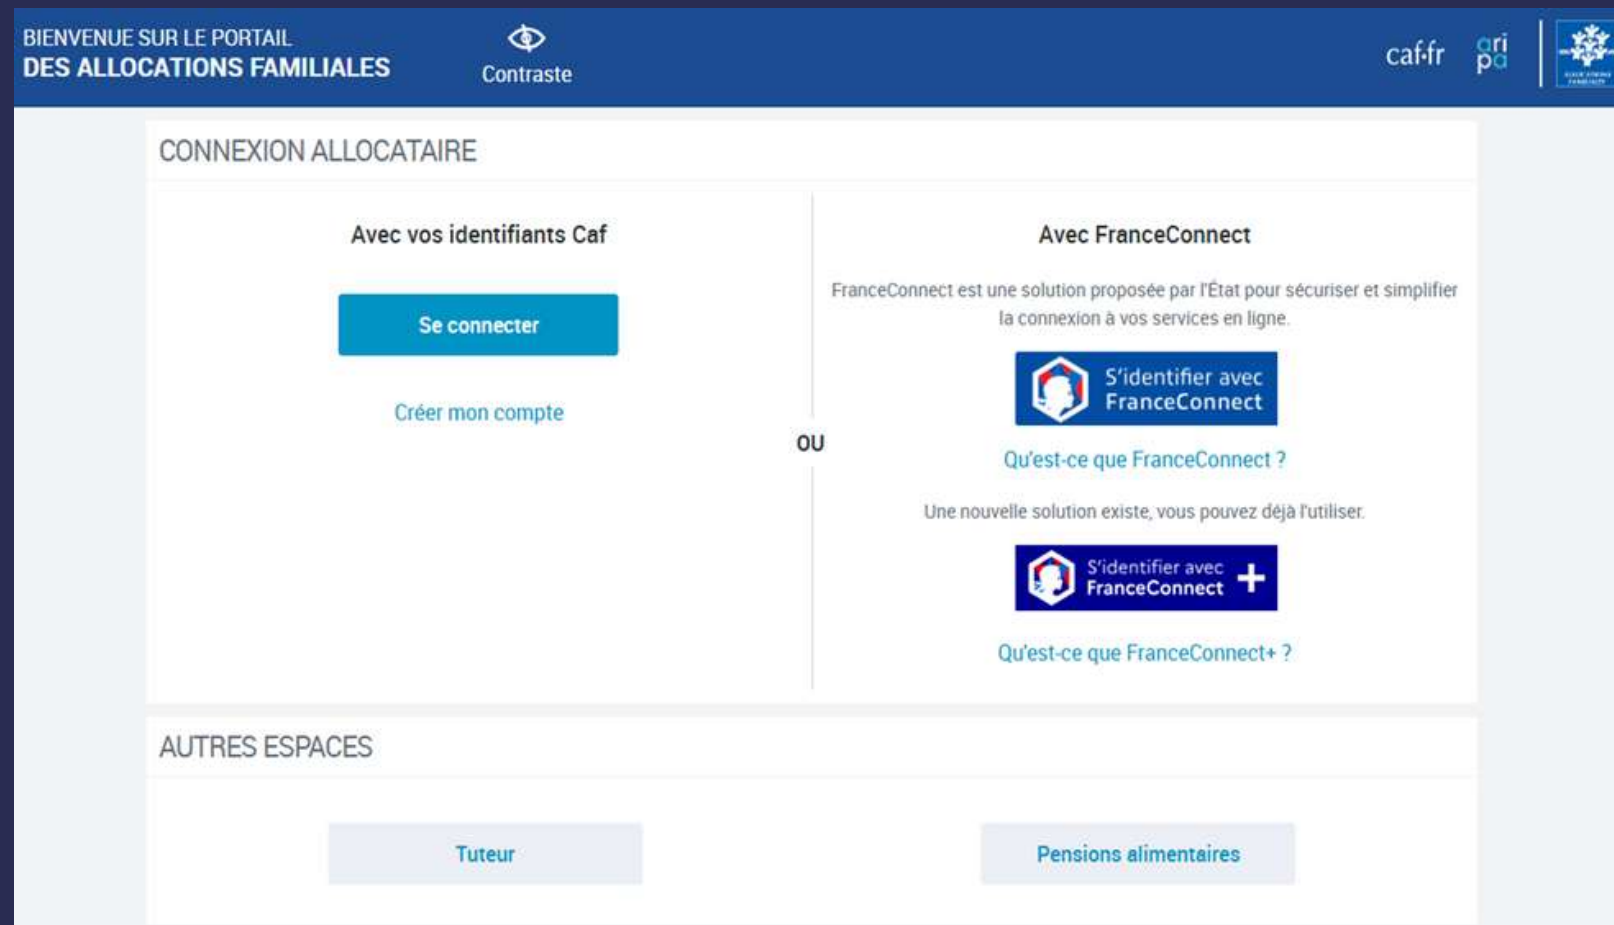 BIENVENUE SUR LE PORTAIL
DES ALLOCATIONS FAMILIALES
Contraste
caf•fr
ari
pa
ALLOCATIONS
FAMILIALES
CONNEXION ALLOCATAIRE
Avec vos identifiants Caf
Se connecter
Créer mon compte
OU
Avec FranceConnect
FranceConnect est une solution proposée par l'État pour sécuriser et simplifier
la connexion à vos services en ligne.
S'identifier avec
FranceConnect
Qu'est-ce que FranceConnect ?
Une nouvelle solution existe, vous pouvez déjà l'utiliser.
S'identifier avec
FranceConnect +
Qu'est-ce que FranceConnect+ ?
AUTRES ESPACES
Tuteur
Pensions alimentaires